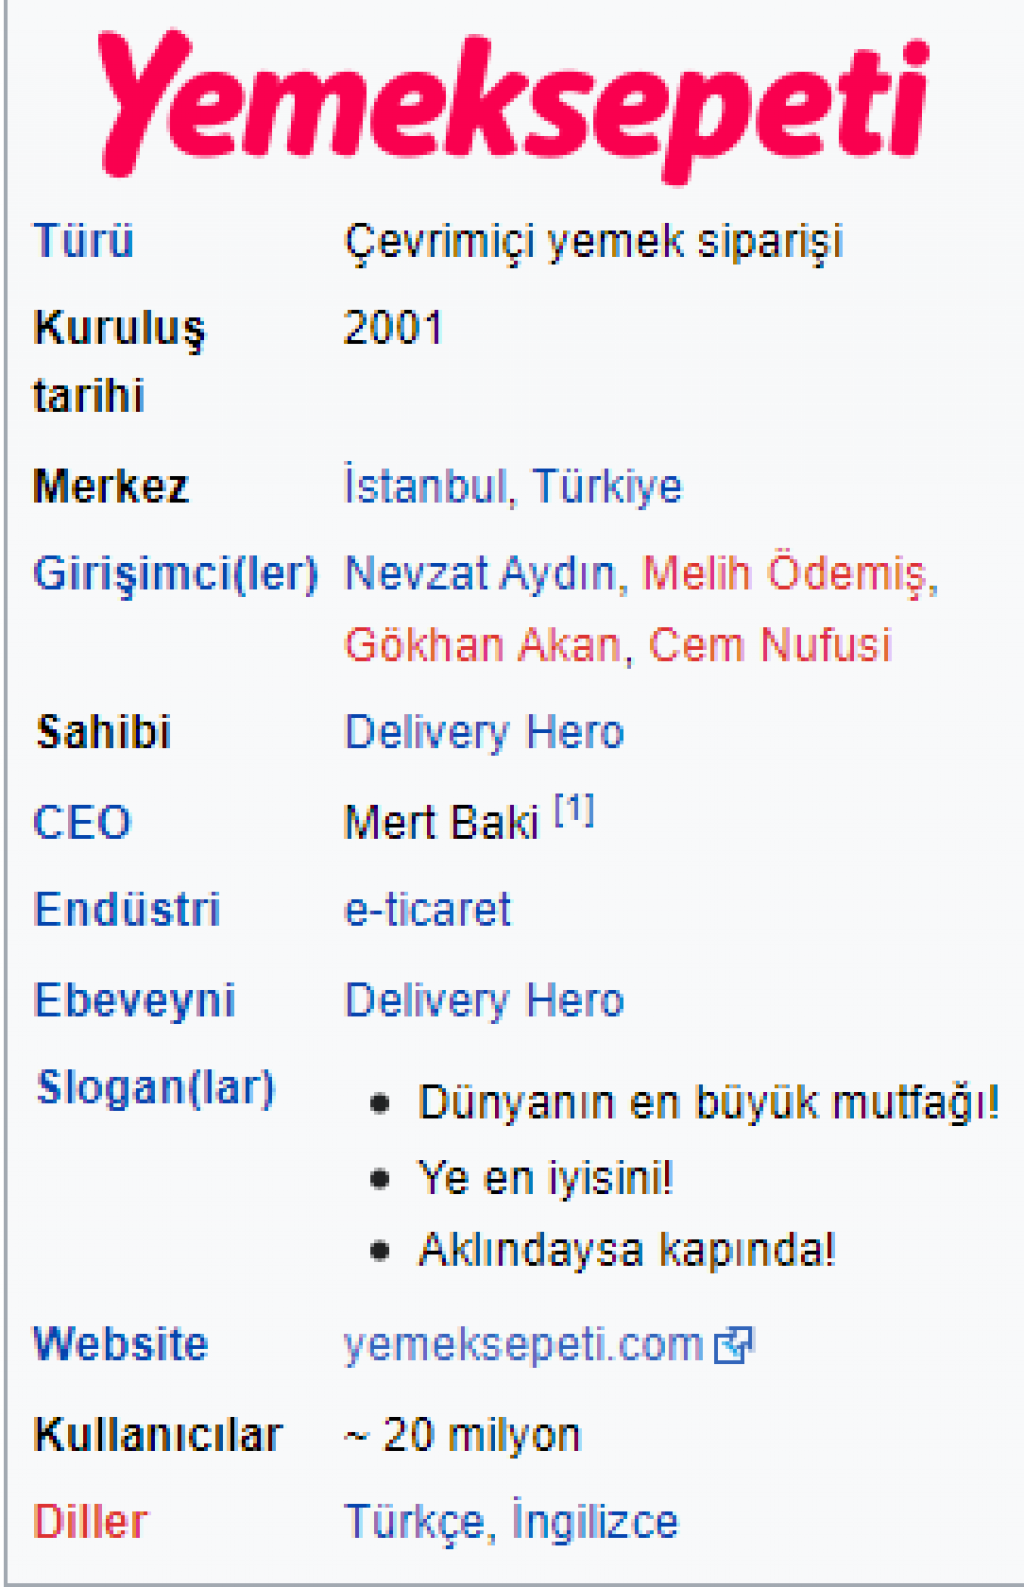 Yemeksepeti
Türü Çevrimiçi yemek siparişi
Kuruluş 2001
tarihi
Merkez İstanbul, Türkiye
Girişimci(ler) Nevzat Aydın, Melih Ödemiş,
Gökhan Akan, Cem Nufusi
Sahibi Delivery Hero
CEO Mert Baki [1]
Endüstri e-ticaret
Ebeveyni Delivery Hero
Slogan(lar) • Dünyanın en büyük mutfağı!
• Ye en iyisini!
• Aklındaysa kapında!
Website yemeksepeti.com
Kullanıcılar ~ 20 milyon
Diller Türkçe, İngilizce